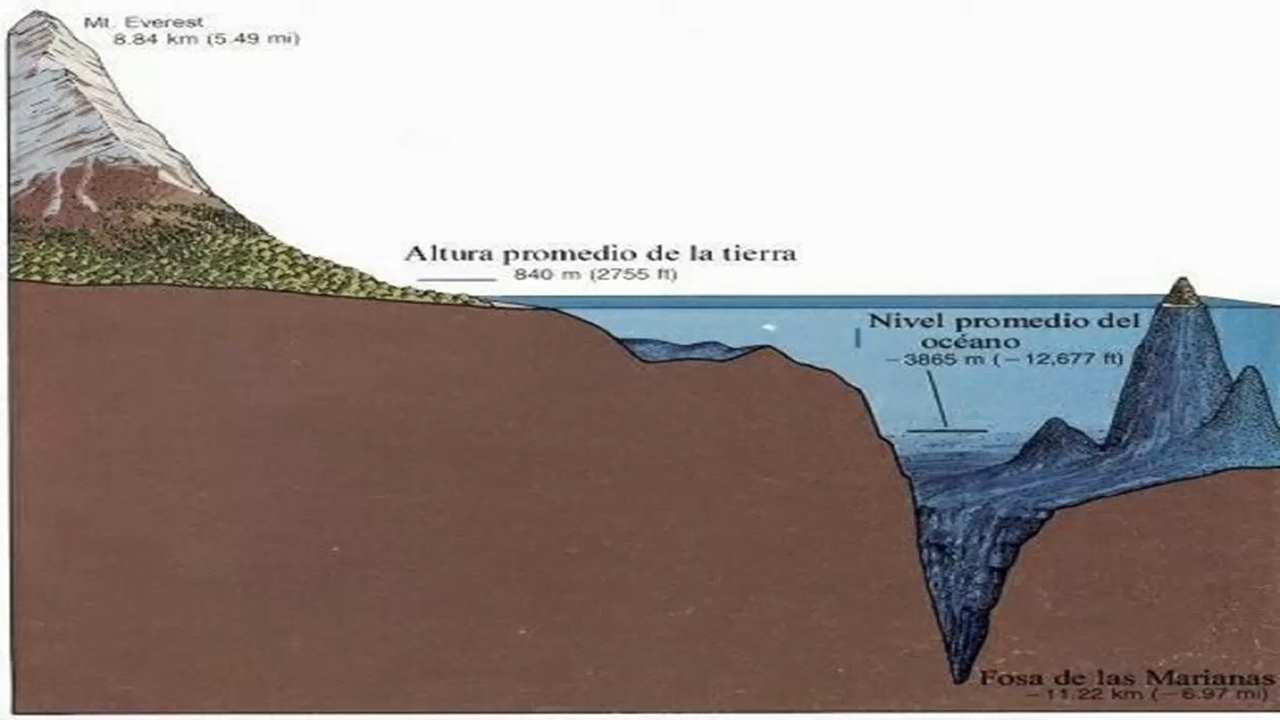 Mt. Everest
8.84 km (5.49 mi)
Altura promedio de la tierra
840 m (2755 ft)
Nivel promedio del
océano
−3865 m (−12,677 ft)
Fosa de las Marianas
−11.22 km (−6.97 mi)